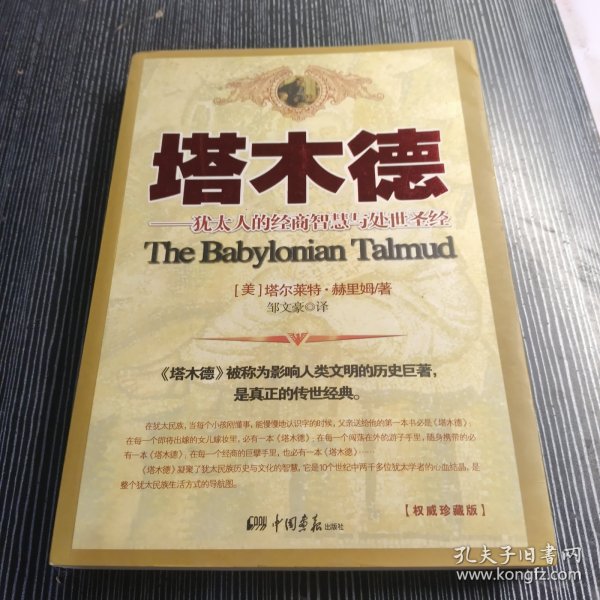 塔木德
——犹太人的经商智慧与处世圣经
The Babylonian Talmud
[美]塔尔莱特·赫里姆/著
邹文豪◎译
《塔木德》被称为影响人类文明的历史巨著，
是真正的传世经典。
在犹太民族，当每个小孩刚懂事，能慢慢地认识字的时候，父亲送给他的第一本书必是《塔木德》；
在每一个即将出嫁的女儿嫁妆里，必有一本《塔木德》；在每一个闯荡在外的游子手里，随身携带的必
有一本《塔木德》；在每一个经商的巨擘手里，也必有一本《塔木德》……
《塔木德》凝聚了犹太民族历史与文化的智慧，它是10个世纪中两千多位犹太学者的心血结晶，是
整个犹太民族生活方式的导航图。
【权威珍藏版】
中国画报出版社
孔夫子旧书网
www.kongfz.com